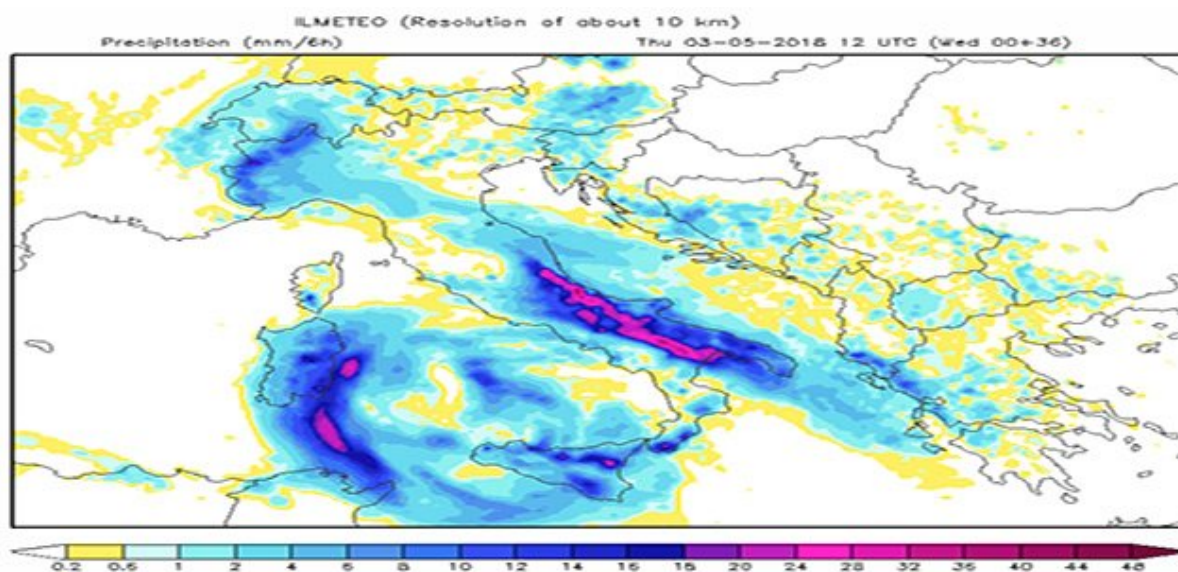 ILMETEO (Resolution of about 10 km)
Precipitation (mm/6h) Thu 03-05-2018 12 UTC (Wed 00+36)
0.2 0.6 1 2 4 6 8 10 12 14 16 18 20 24 28 32 36 40 44 48